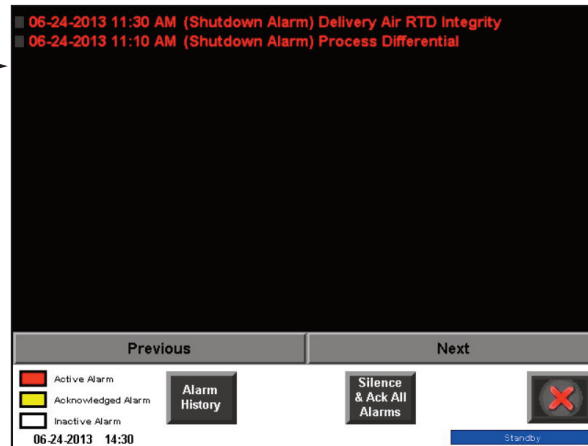 06-24-2013 11:30 AM (Shutdown Alarm) Delivery Air RTD Integrity
06-24-2013 11:10 AM (Shutdown Alarm) Process Differential
Previous
Next
Active Alarm
Acknowledged Alarm
Inactive Alarm
Alarm
History
Silence
& Ack All
Alarms
06-24-2013 14:30
Standby